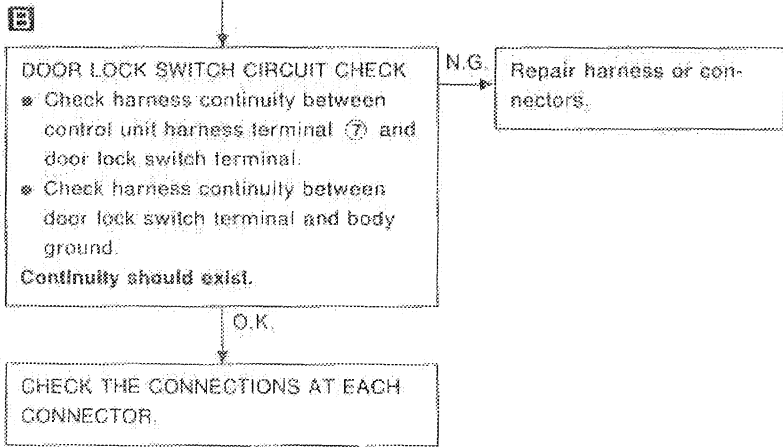 B
DOOR LOCK SWITCH CIRCUIT CHECK
● Check harness continuity between
control unit harness terminal ⑦ and
door lock switch terminal.
● Check harness continuity between
door lock switch terminal and body
ground.
Continuity should exist.
N.G.
Repair harness or con-
nectors.
O.K.
CHECK THE CONNECTIONS AT EACH
CONNECTOR.